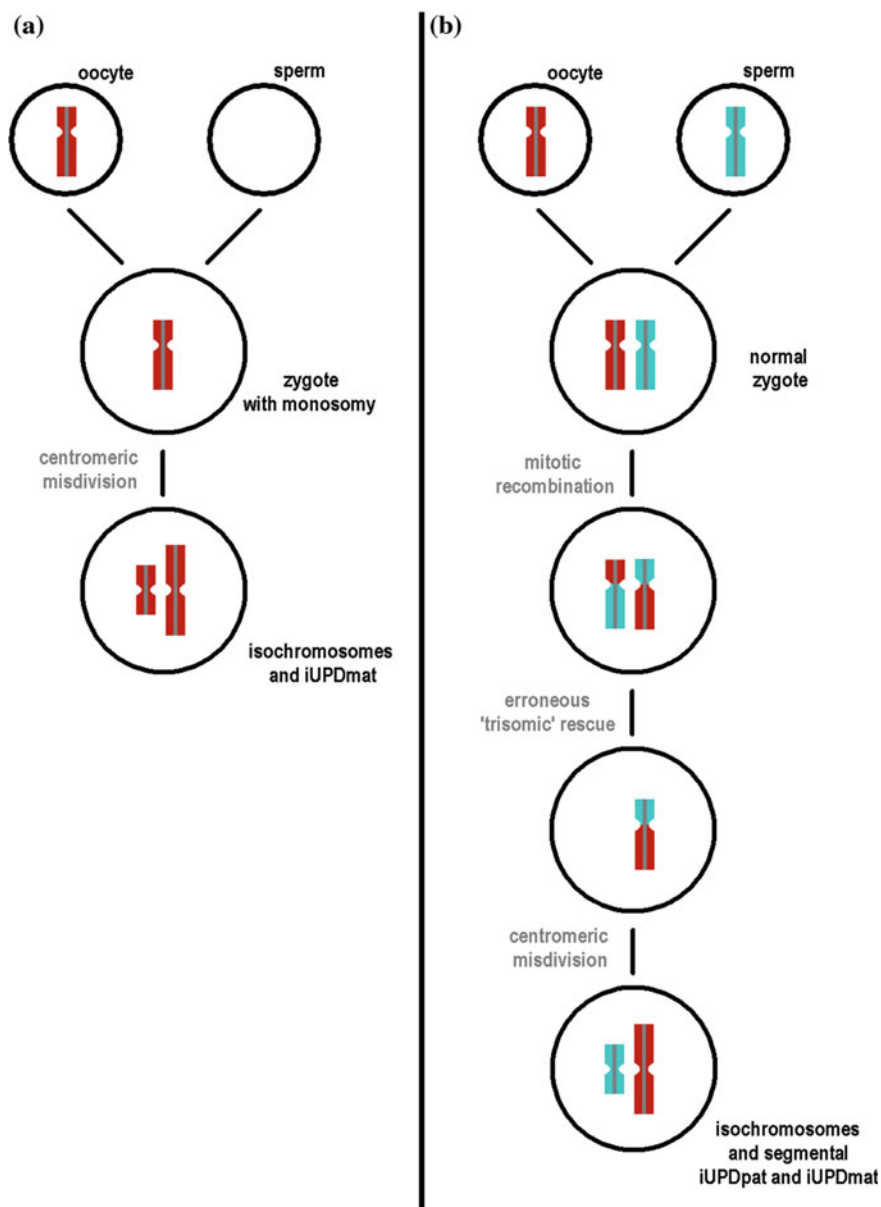 (a)
oocyte
sperm
zygote
with monosomy
centromeric
misdivision
isochromosomes
and iUPDmat
(b)
oocyte
sperm
normal
zygote
mitotic
recombination
erroneous
'trisomic' rescue
centromeric
misdivision
isochromosomes
and segmental
iUPDpat and iUPDmat